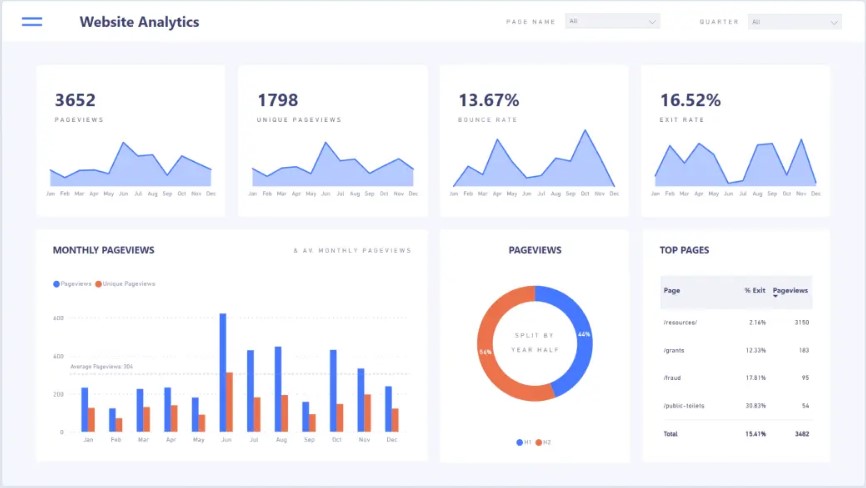 Website Analytics
PAGE NAME
All
QUARTER
All
3652
PAGEVIEWS
Jan Feb Mar Apr May Jun Jul Aug Sep Oct Nov Dec
1798
UNIQUE PAGEVIEWS
Jan Feb Mar Apr May Jun Jul Aug Sep Oct Nov Dec
13.67%
BOUNCE RATE
Jan Feb Mar Apr May Jun Jul Aug Sep Oct Nov Dec
16.52%
EXIT RATE
Jan Feb Mar Apr May Jun Jul Aug Sep Oct Nov Dec
MONTHLY PAGEVIEWS
& AV. MONTHLY PAGEVIEWS
Pageviews Unique Pageviews
600
400
Average Pageviews: 304
200
0
Jan Feb Mar Apr May Jun Jul Aug Sep Oct Nov Dec
PAGEVIEWS
44%
SPLIT BY
YEAR HALF
56%
H1 H2
TOP PAGES
Page % Exit Pageviews
/resources/ 2.16% 3150
/grants 12.33% 183
/fraud 17.81% 95
/public-toilets 30.83% 54
Total 15.41% 3482